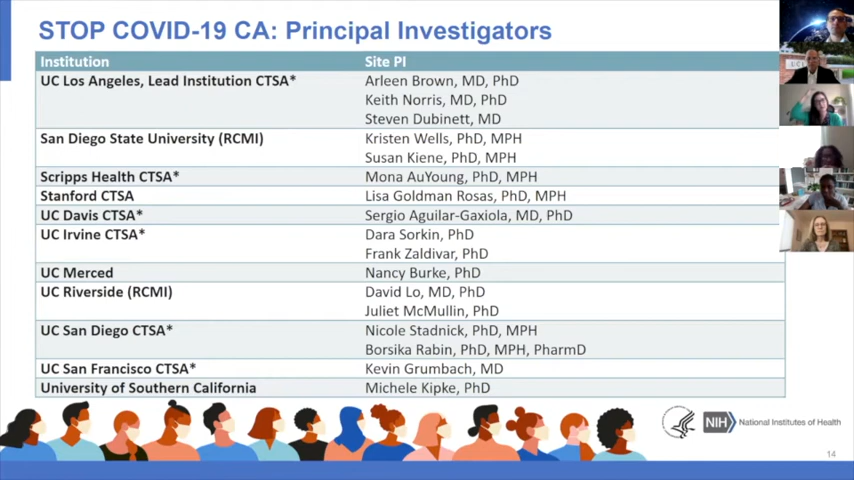 STOP COVID-19 CA: Principal Investigators
Institution Site PI
UC Los Angeles, Lead Institution CTSA* Arleen Brown, MD, PhD
Keith Norris, MD, PhD
Steven Dubinett, MD
San Diego State University (RCMI) Kristen Wells, PhD, MPH
Susan Kiene, PhD, MPH
Scripps Health CTSA* Mona AuYoung, PhD, MPH
Stanford CTSA Lisa Goldman Rosas, PhD, MPH
UC Davis CTSA* Sergio Aguilar-Gaxiola, MD, PhD
UC Irvine CTSA* Dara Sorkin, PhD
Frank Zaldivar, PhD
UC Merced Nancy Burke, PhD
UC Riverside (RCMI) David Lo, MD, PhD
Juliet McMullin, PhD
UC San Diego CTSA* Nicole Stadnick, PhD, MPH
Borsika Rabin, PhD, MPH, PharmD
UC San Francisco CTSA* Kevin Grumbach, MD
University of Southern California Michele Kipke, PhD
NIH National Institutes of Health
14